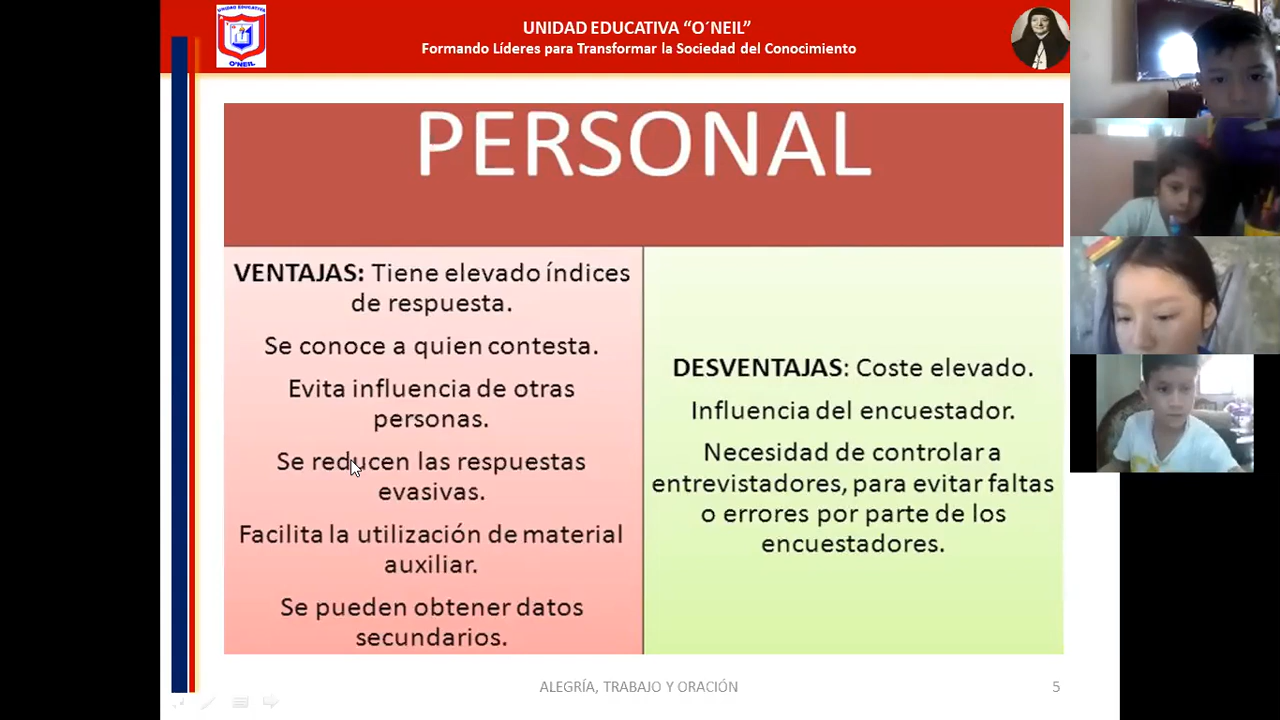 UNIDAD EDUCATIVA
O'NEIL
UNIDAD EDUCATIVA “O´NEIL”
Formando Líderes para Transformar la Sociedad del Conocimiento
PERSONAL
VENTAJAS: Tiene elevado índices
de respuesta.
Se conoce a quien contesta.
Evita influencia de otras
personas.
Se reducen las respuestas
evasivas.
Facilita la utilización de material
auxiliar.
Se pueden obtener datos
secundarios.
DESVENTAJAS: Coste elevado.
Influencia del encuestador.
Necesidad de controlar a
entrevistadores, para evitar faltas
o errores por parte de los
encuestadores.
ALEGRÍA, TRABAJO Y ORACIÓN
5